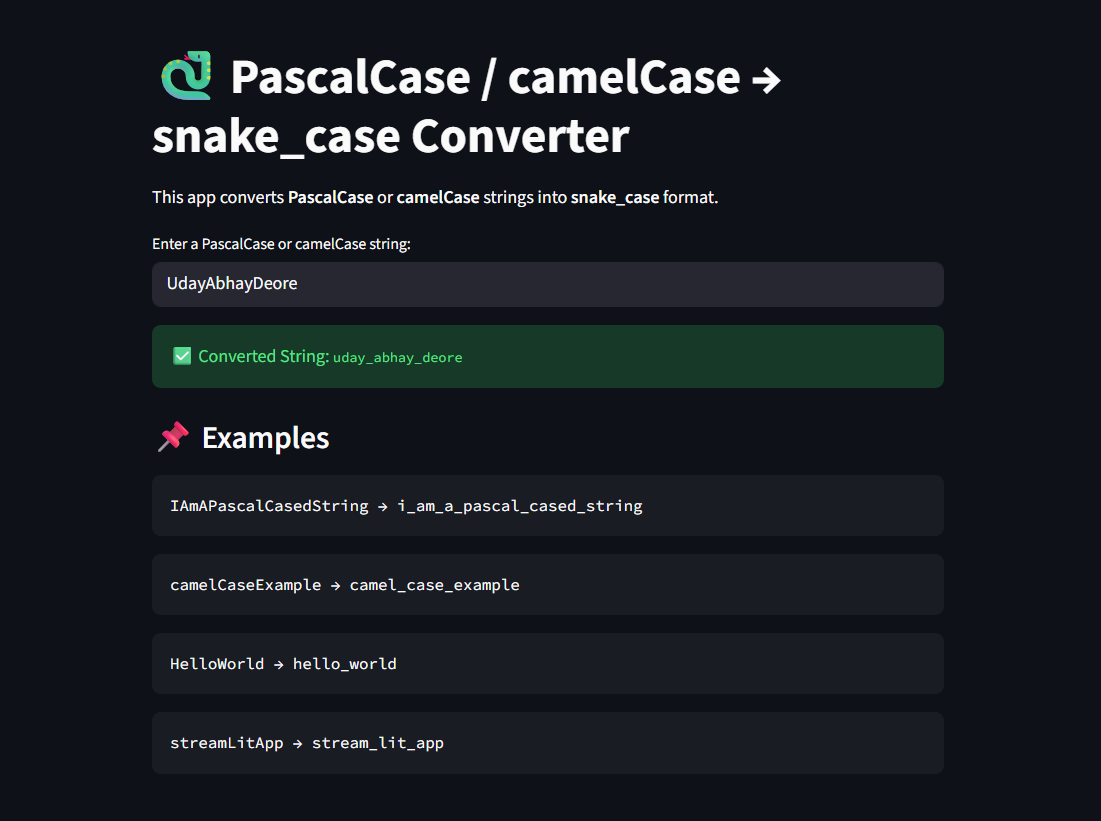 PascalCase / camelCase →
snake_case Converter
This app converts PascalCase or camelCase strings into snake_case format.
Enter a PascalCase or camelCase string:
UdayAbhayDeore
Converted String: uday_abhay_deore
Examples
IAmAPascalCasedString → i_am_a_pascal_cased_string
camelCaseExample → camel_case_example
HelloWorld → hello_world
streamLitApp → stream_lit_app